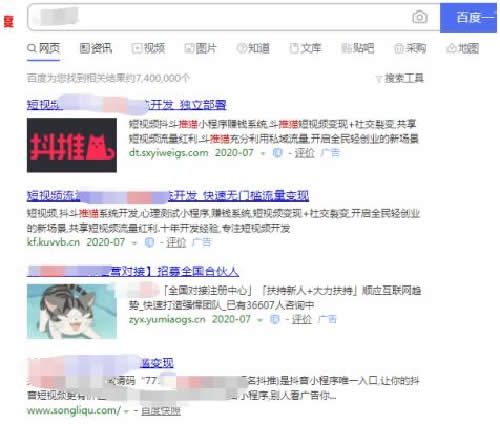 百度一
网页 资讯 视频 图片 知道 文库 贴吧 采购 地图
百度为您找到相关结果约7,400,000个 搜索工具
短视频 开发_独立部署
短视频抖斗推猫小程序赚钱系统,斗推猫短视频变现+社交裂变,共享
短视频流量红利.斗推猫充分利用私域流量,开启全民轻创业的新场景
抖推
dt.sxyiweigs.com 2020-07 评价 广告
短视频流 开发_快速无门槛流量变现
短视频,抖斗推猫系统开发,心理测试小程序,赚钱系统,短视频变现+社交裂变,开启全民轻创业
的新场景,共享短视频流量红利.十年开发经验,专注短视频开发
kf.kuvvb.cn 2020-07 评价 广告
营对接】招募全国合伙人
「全国对接注册中心」「扶持新人+大力扶持」顺应互联网趋
势_快速打造强悍团队_已有36607人咨询中
zyx.yumiaogs.cn 2020-07 评价 广告
槛变现
请码:"77 名抖推)是抖音小程序唯一入口,让你的抖
音短视频更有 小程序,别人看广告你...
www.songliqu.com/ 百度快照